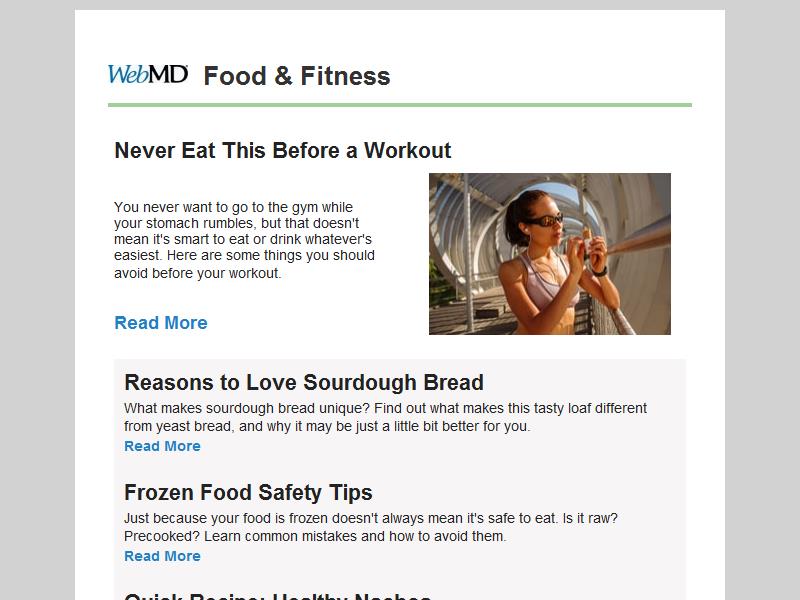 WebMD Food & Fitness
Never Eat This Before a Workout
You never want to go to the gym while
your stomach rumbles, but that doesn't
mean it's smart to eat or drink whatever's
easiest. Here are some things you should
avoid before your workout.
Read More
Reasons to Love Sourdough Bread
What makes sourdough bread unique? Find out what makes this tasty loaf different
from yeast bread, and why it may be just a little bit better for you.
Read More
Frozen Food Safety Tips
Just because your food is frozen doesn't always mean it's safe to eat. Is it raw?
Precooked? Learn common mistakes and how to avoid them.
Read More
Quick Recipe: Healthy Nachos